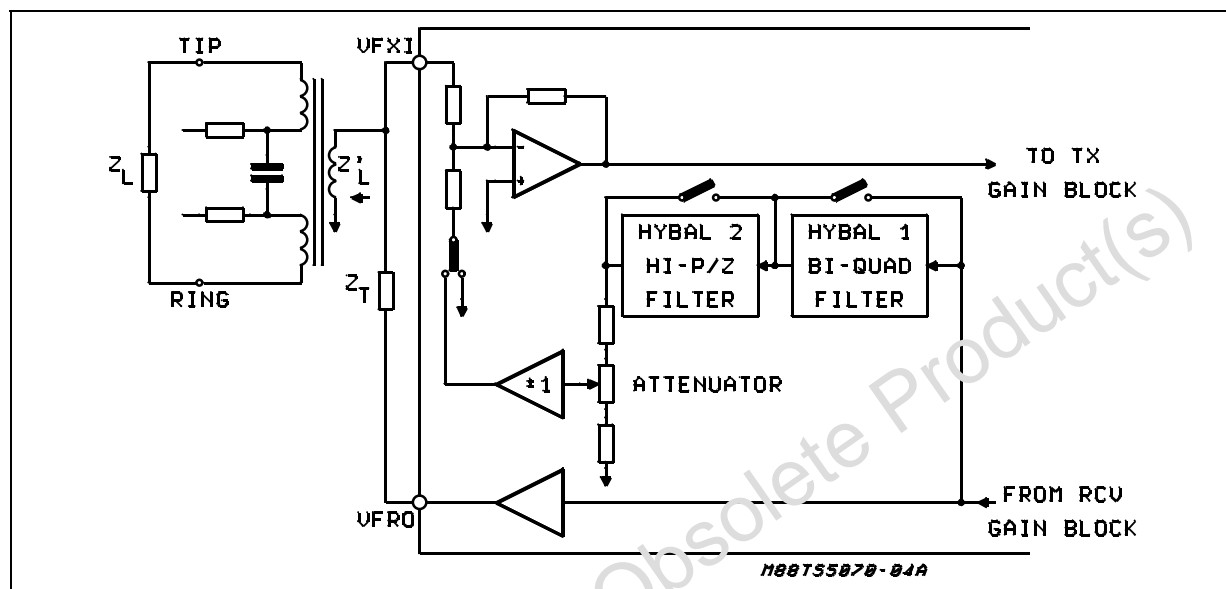 TIP
VFXI
Z_L
Z'_L
Z_T
RING
TO TX
GAIN BLOCK
HYBAL 2
HI-P/Z
FILTER
HYBAL 1
BI-QUAD
FILTER
-
+
±1
ATTENUATOR
VFRO
FROM RCV
GAIN BLOCK
M88TS5070-04A
Obsolete Product(s)